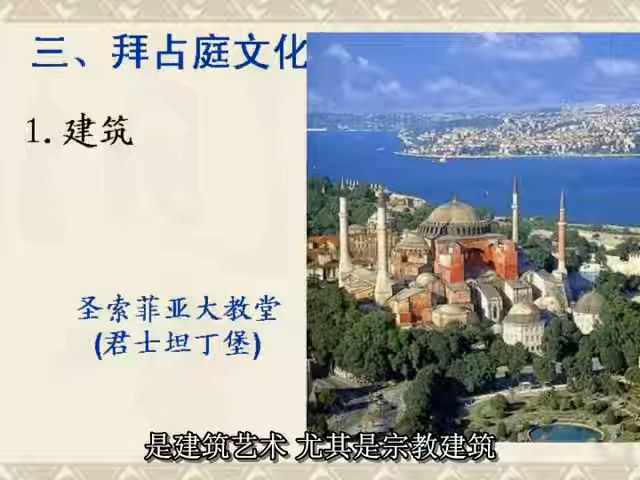 三、拜占庭文化
1.建筑
圣索菲亚大教堂
(君士坦丁堡)
是建筑艺术 尤其是宗教建筑